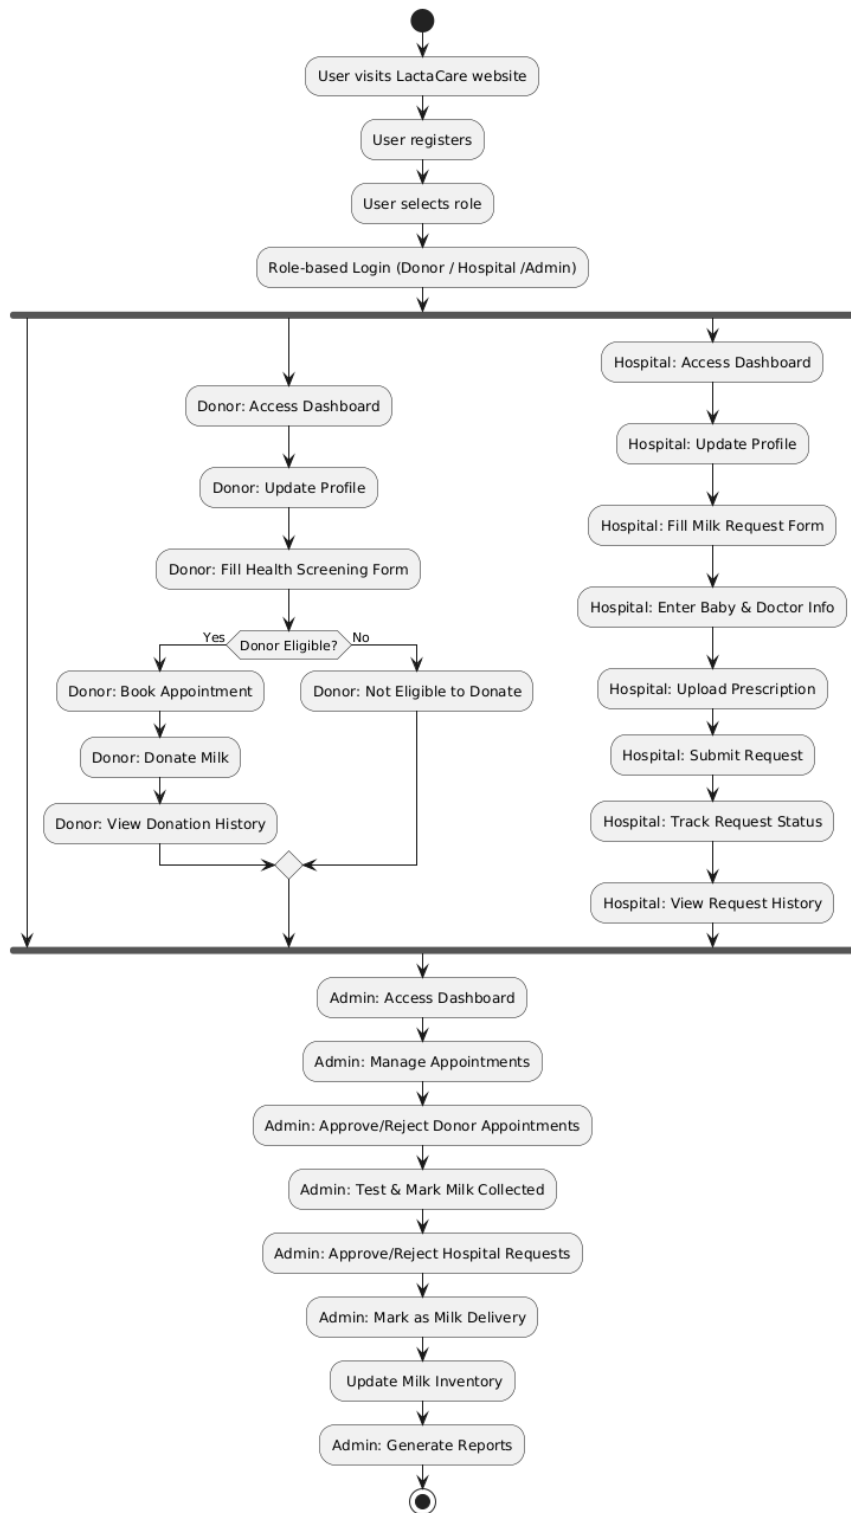 User visits LactaCare website
User registers
User selects role
Role-based Login (Donor / Hospital /Admin)
Donor: Access Dashboard
Donor: Update Profile
Donor: Fill Health Screening Form
Yes
Donor Eligible?
No
Donor: Book Appointment
Donor: Not Eligible to Donate
Donor: Donate Milk
Donor: View Donation History
Hospital: Access Dashboard
Hospital: Update Profile
Hospital: Fill Milk Request Form
Hospital: Enter Baby & Doctor Info
Hospital: Upload Prescription
Hospital: Submit Request
Hospital: Track Request Status
Hospital: View Request History
Admin: Access Dashboard
Admin: Manage Appointments
Admin: Approve/Reject Donor Appointments
Admin: Test & Mark Milk Collected
Admin: Approve/Reject Hospital Requests
Admin: Mark as Milk Delivery
Update Milk Inventory
Admin: Generate Reports